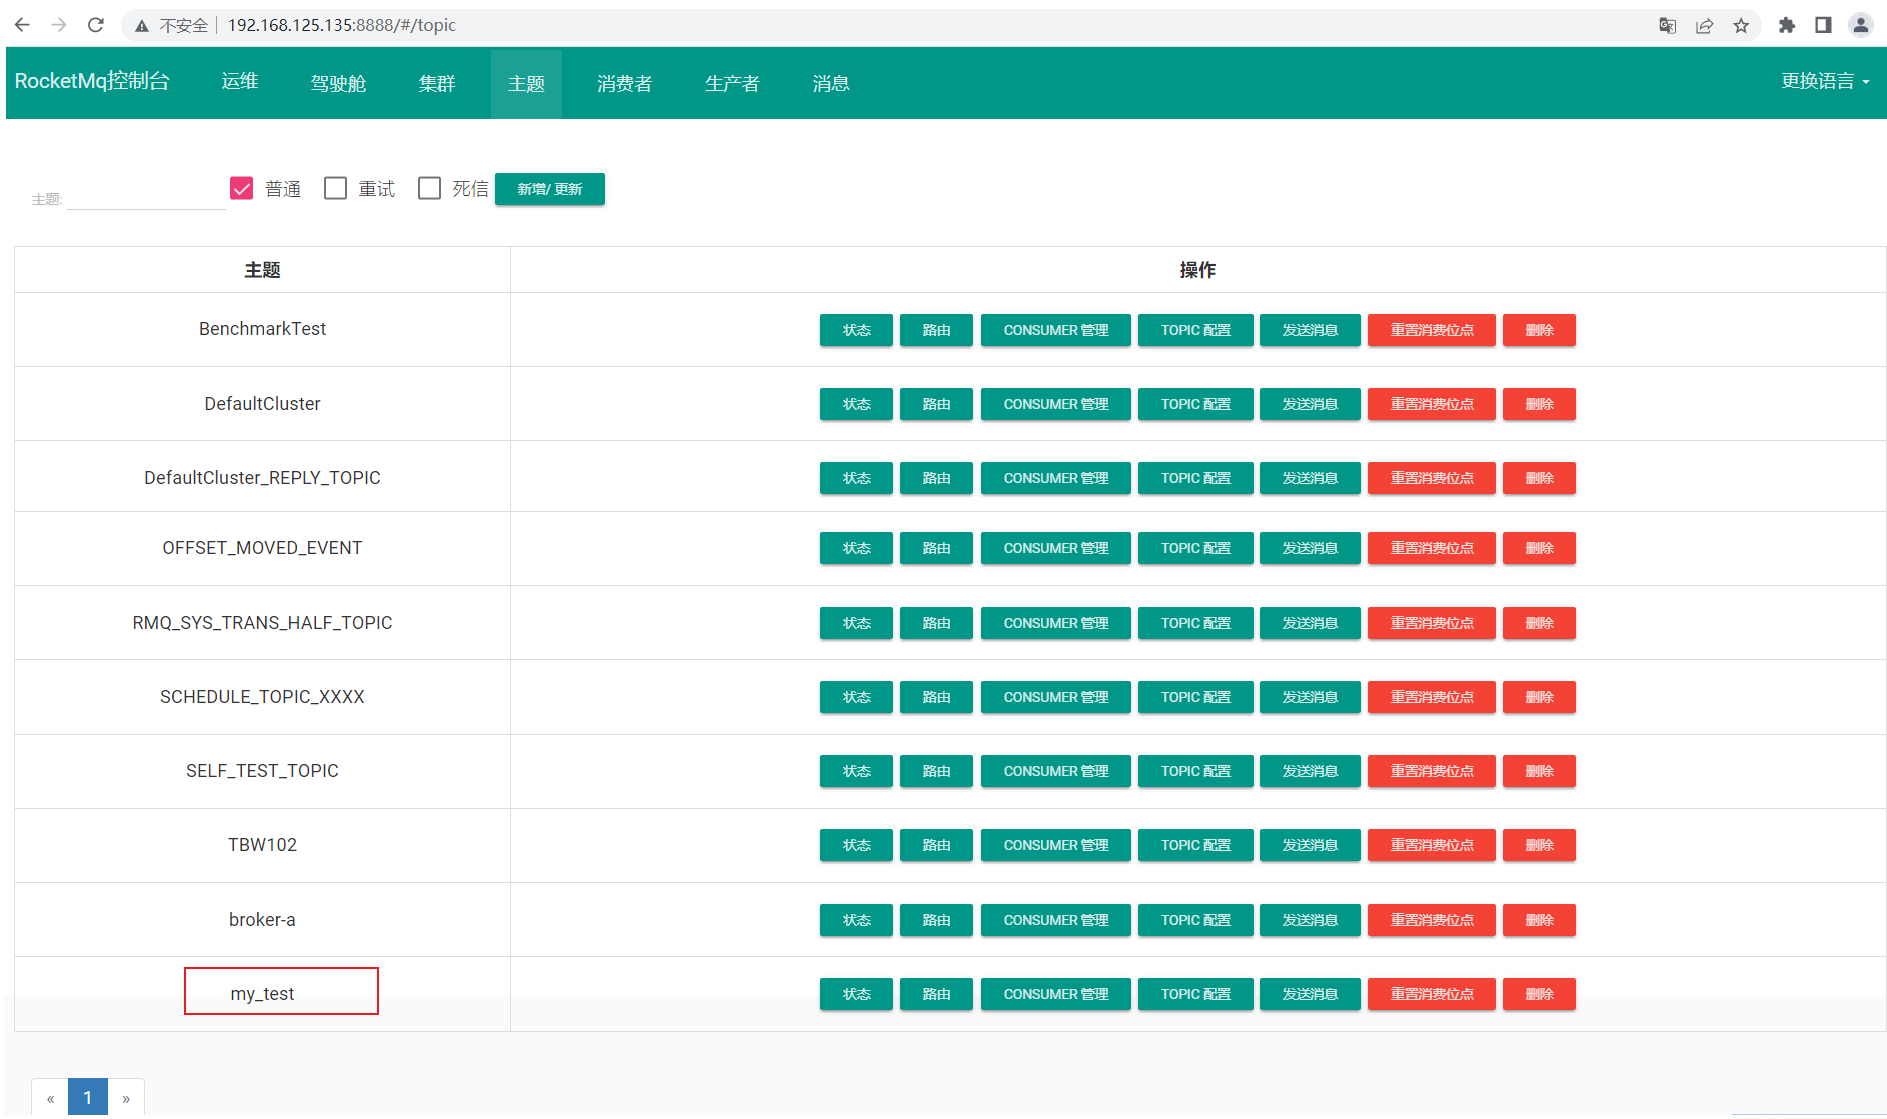 不安全 192.168.125.135:8888/#/topic
RocketMq控制台 运维 驾驶舱 集群 主题 消费者 生产者 消息 更换语言
主题: 普通 重试 死信 新增/ 更新
主题 操作
BenchmarkTest 状态 路由 CONSUMER 管理 TOPIC 配置 发送消息 重置消费位点 删除
DefaultCluster 状态 路由 CONSUMER 管理 TOPIC 配置 发送消息 重置消费位点 删除
DefaultCluster_REPLY_TOPIC 状态 路由 CONSUMER 管理 TOPIC 配置 发送消息 重置消费位点 删除
OFFSET_MOVED_EVENT 状态 路由 CONSUMER 管理 TOPIC 配置 发送消息 重置消费位点 删除
RMQ_SYS_TRANS_HALF_TOPIC 状态 路由 CONSUMER 管理 TOPIC 配置 发送消息 重置消费位点 删除
SCHEDULE_TOPIC_XXXX 状态 路由 CONSUMER 管理 TOPIC 配置 发送消息 重置消费位点 删除
SELF_TEST_TOPIC 状态 路由 CONSUMER 管理 TOPIC 配置 发送消息 重置消费位点 删除
TBW102 状态 路由 CONSUMER 管理 TOPIC 配置 发送消息 重置消费位点 删除
broker-a 状态 路由 CONSUMER 管理 TOPIC 配置 发送消息 重置消费位点 删除
my_test 状态 路由 CONSUMER 管理 TOPIC 配置 发送消息 重置消费位点 删除
« 1 »